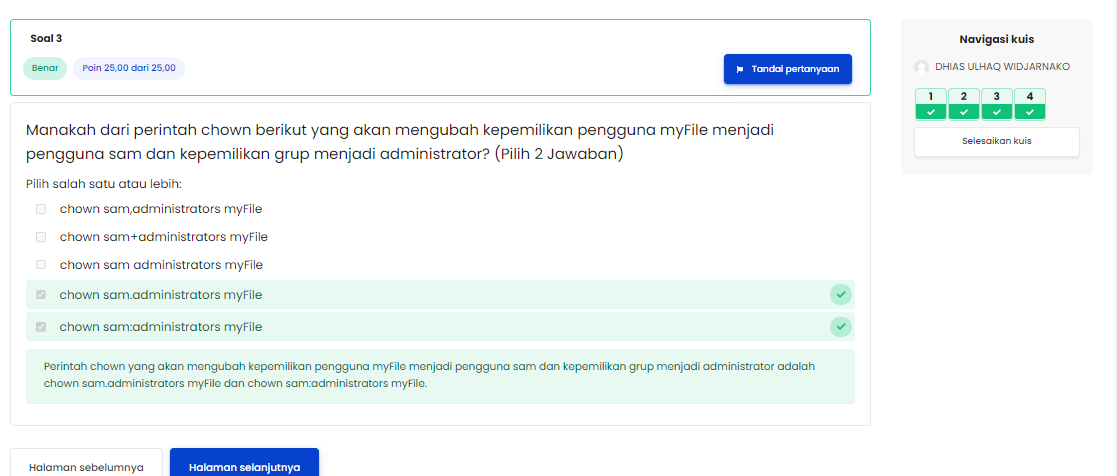 Soal 3
Benar
Poin 25,00 dari 25,00
Tandai pertanyaan
Manakah dari perintah chown berikut yang akan mengubah kepemilikan pengguna myFile menjadi
pengguna sam dan kepemilikan grup menjadi administrator? (Pilih 2 Jawaban)
Pilih salah satu atau lebih:
chown sam,administrators myFile
chown sam+administrators myFile
chown sam administrators myFile
chown sam.administrators myFile
chown sam:administrators myFile
Perintah chown yang akan mengubah kepemilikan pengguna myFile menjadi pengguna sam dan kepemilikan grup menjadi administrator adalah
chown sam.administrators myFile dan chown sam:administrators myFile.
Halaman sebelumnya
Halaman selanjutnya
Navigasi kuis
DHIAS ULHAQ WIDJARNAKO
1 2 3 4
Selesaikan kuis